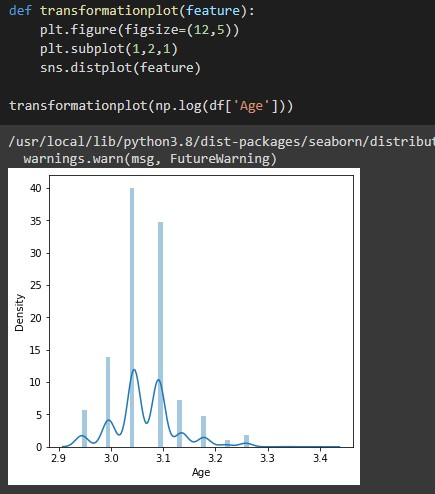 def transformationplot(feature):
    plt.figure(figsize=(12,5))
    plt.subplot(1,2,1)
    sns.distplot(feature)
transformationplot(np.log(df['Age']))
/usr/local/lib/python3.8/dist-packages/seaborn/distribut
  warnings.warn(msg, FutureWarning)
40
35
30
25
20
15
10
5
0
Density
2.9 3.0 3.1 3.2 3.3 3.4
Age